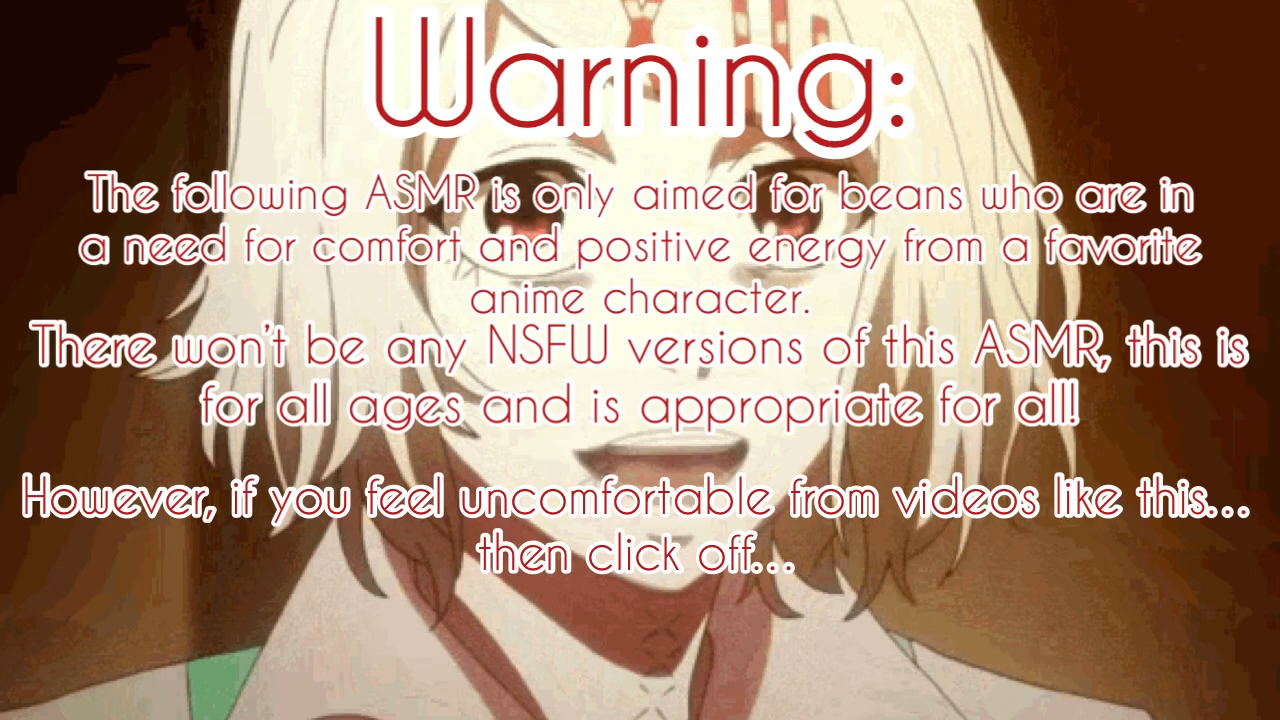 Warning:
The following ASMR is only aimed for beans who are in
a need for comfort and positive energy from a favorite
anime character.
There won't be any NSFW versions of this ASMR, this is
for all ages and is appropriate for all!
However, if you feel uncomfortable from videos like this...
then click off...